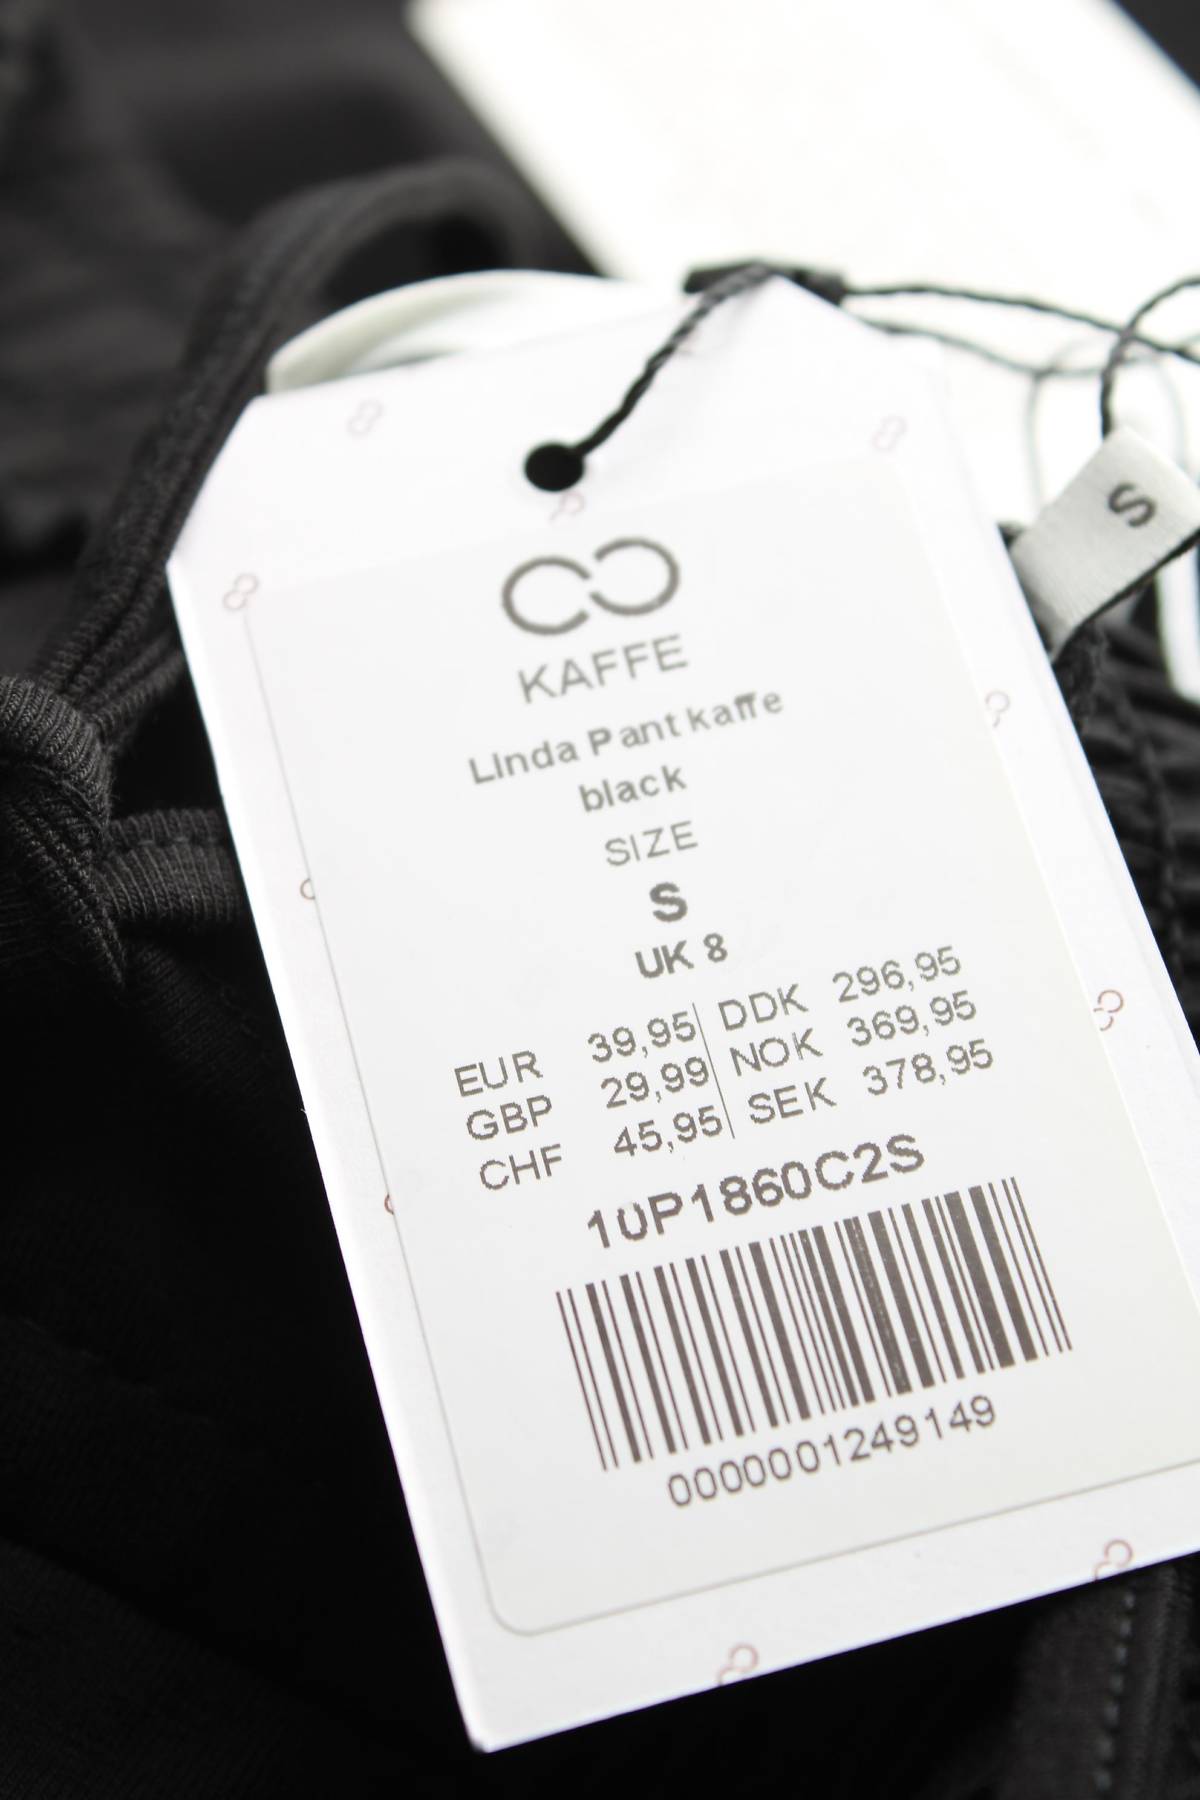 KAFFE
Linda Pant kaffe
black
SIZE
S
UK 8
EUR 39,95 DDK 296,95
GBP 29,99 NOK 369,95
CHF 45,95 SEK 378,95
10P1860C2S
0000001249149
S